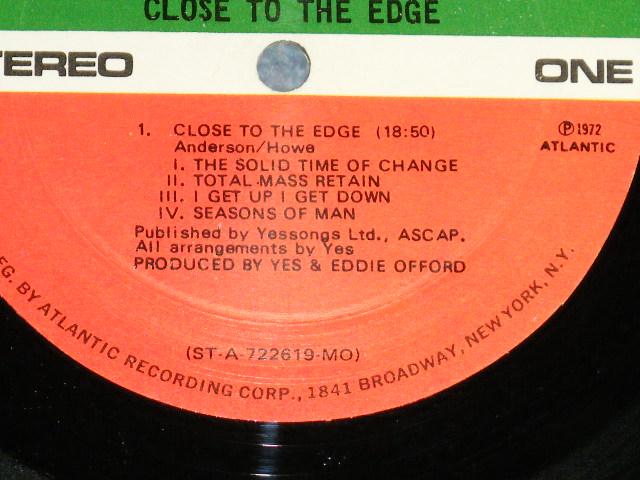 CLOSE TO THE EDGE
TEREO
ONE
1. CLOSE TO THE EDGE (18:50)
Anderson/Howe
I. THE SOLID TIME OF CHANGE
II. TOTAL MASS RETAIN
III. I GET UP I GET DOWN
IV. SEASONS OF MAN
Published by Yessongs Ltd., ASCAP.
All arrangements by Yes
PRODUCED BY YES & EDDIE OFFORD
Ⓟ1972
ATLANTIC
(ST-A-722619-MO)
FG. BY ATLANTIC RECORDING CORP., 1841 BROADWAY, NEW YORK, N.Y.